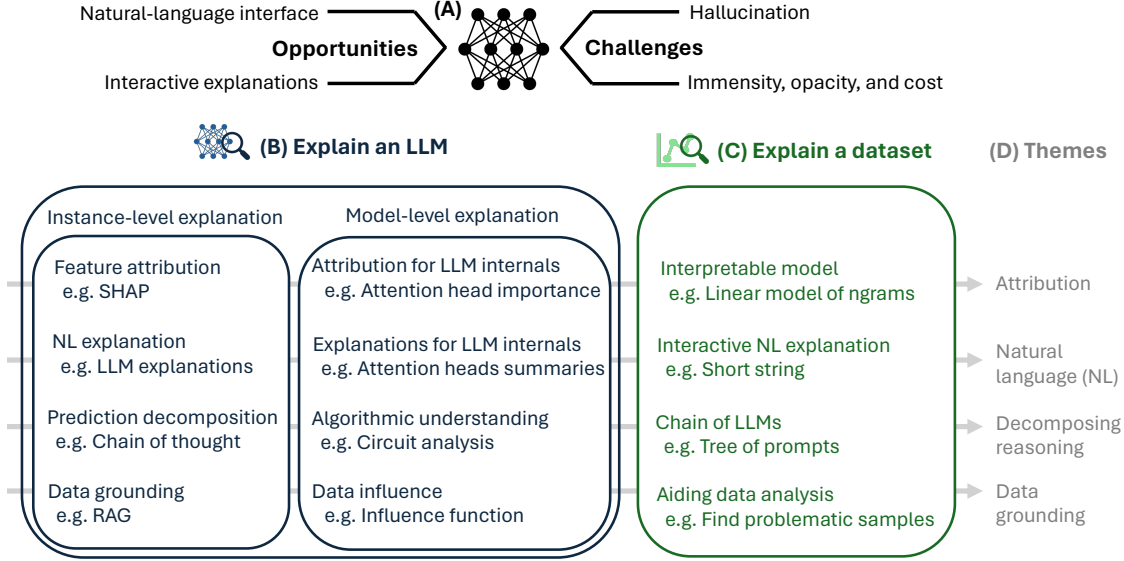 Natural-language interface
(A)
Hallucination
Opportunities
Challenges
Interactive explanations
Immensity, opacity, and cost
(B) Explain an LLM
(C) Explain a dataset
(D) Themes
Instance-level explanation
Model-level explanation
Feature attribution
e.g. SHAP
Attribution for LLM internals
e.g. Attention head importance
Interpretable model
e.g. Linear model of ngrams
Attribution
NL explanation
e.g. LLM explanations
Explanations for LLM internals
e.g. Attention heads summaries
Interactive NL explanation
e.g. Short string
Natural
language (NL)
Prediction decomposition
e.g. Chain of thought
Algorithmic understanding
e.g. Circuit analysis
Chain of LLMs
e.g. Tree of prompts
Decomposing
reasoning
Data grounding
e.g. RAG
Data influence
e.g. Influence function
Aiding data analysis
e.g. Find problematic samples
Data
grounding